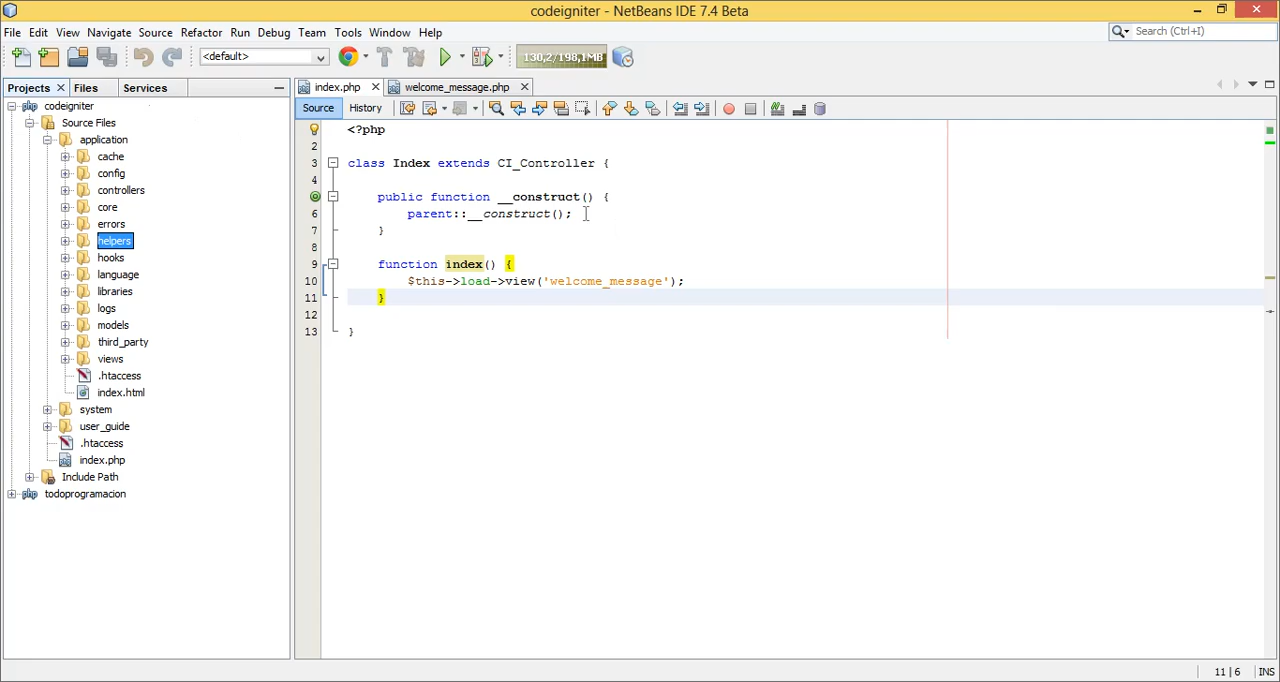 codeigniter - NetBeans IDE 7.4 Beta
File Edit View Navigate Source Refactor Run Debug Team Tools Window Help
Search (Ctrl+I)
<default>
130,2/198,1MB
Projects Files Services
index.php welcome_message.php
Source History
codeigniter
Source Files
application
cache
config
controllers
core
errors
helpers
hooks
language
libraries
logs
models
third_party
views
.htaccess
index.html
system
user_guide
.htaccess
index.php
Include Path
todoprogramacion
<?php
2
3 class Index extends CI_Controller {
4
public function __construct() {
6 parent::__construct();
7 }
8
9 function index() {
10 $this->load->view('welcome_message');
11 }
12
13 }
11 | 6 INS